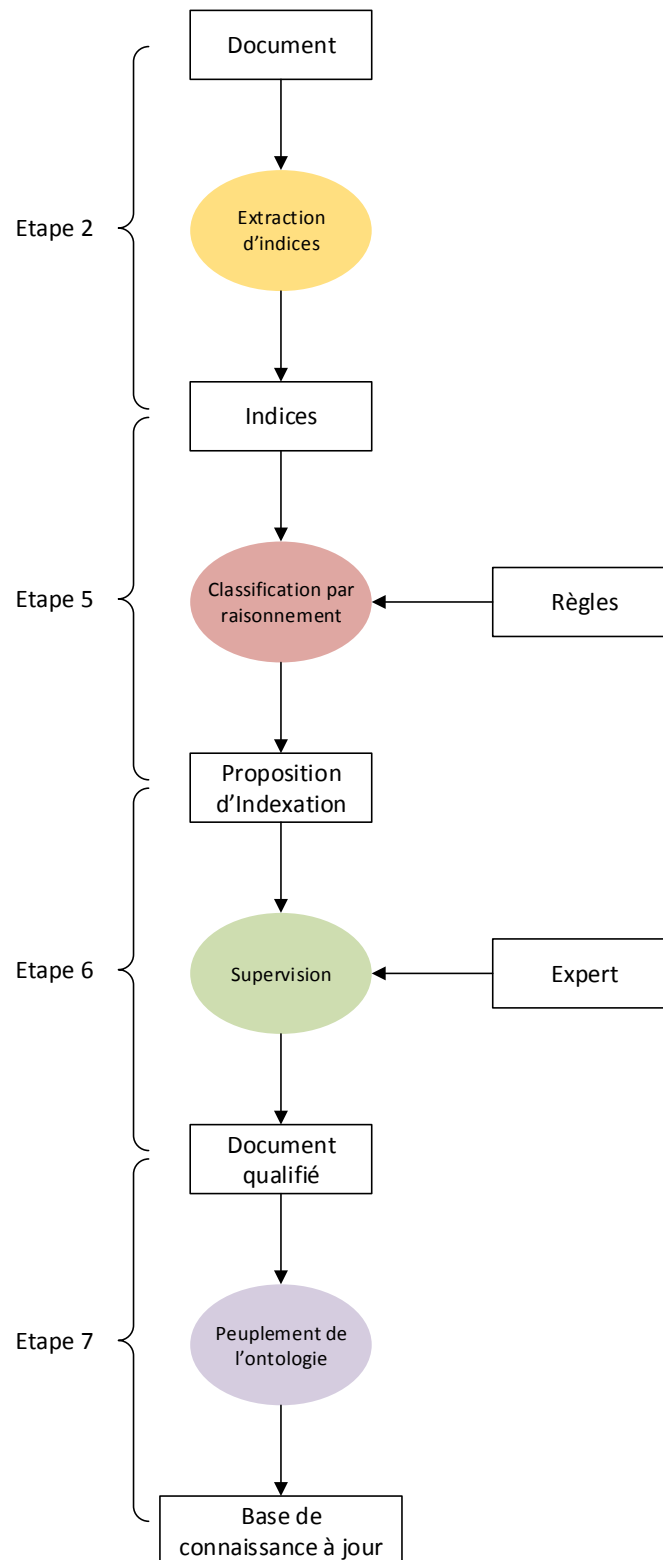 Document
Etape 2
Extraction
d’indices
Indices
Etape 5
Classification par
raisonnement
Règles
Proposition
d’Indexation
Etape 6
Supervision
Expert
Document
qualifié
Etape 7
Peuplement de
l’ontologie
Base de
connaissance à jour